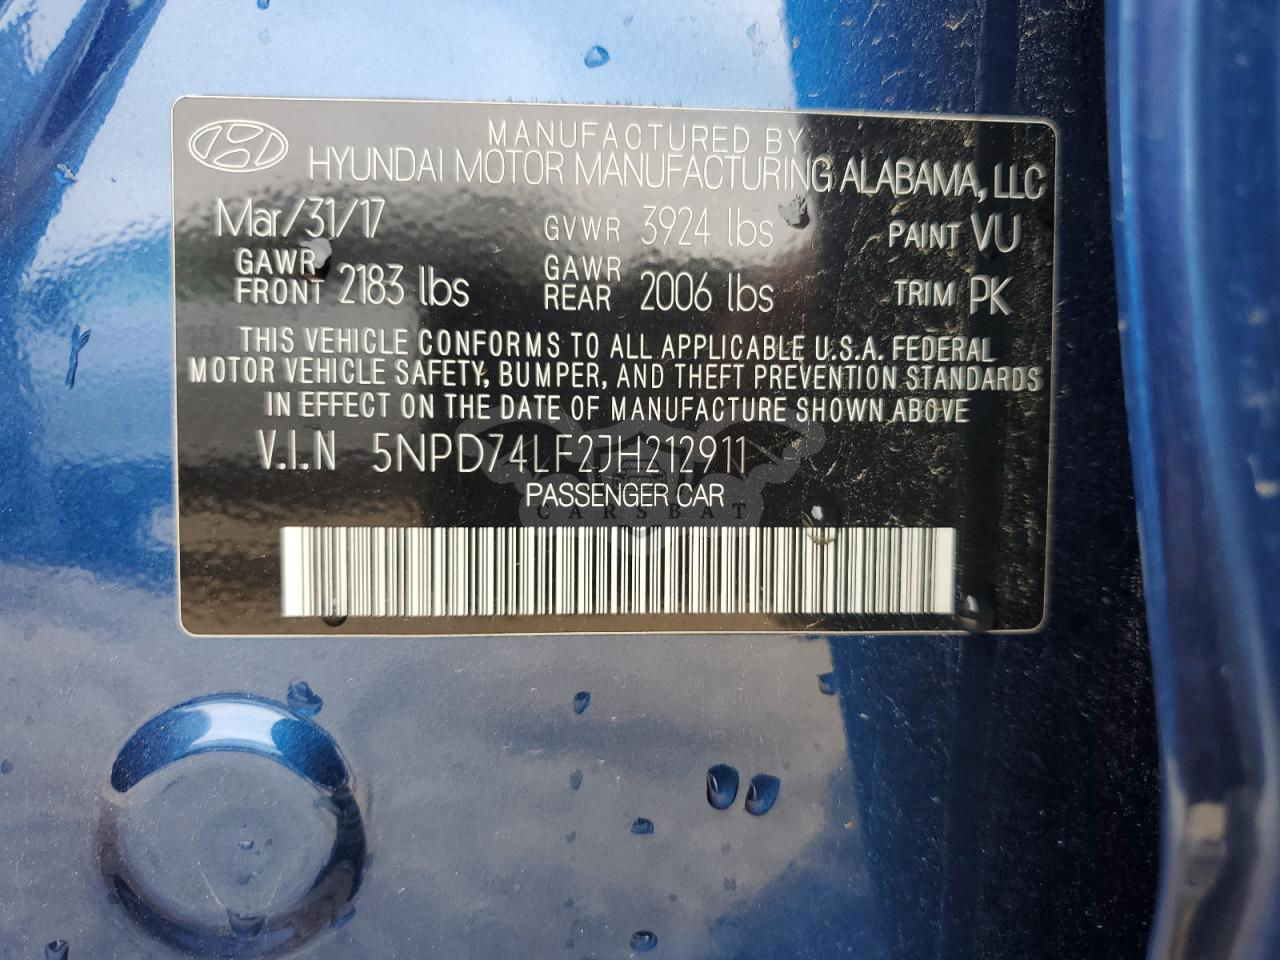 MANUFACTURED BY
HYUNDAI MOTOR MANUFACTURING ALABAMA, LLC
Mar/31/17 GVWR 3924 lbs PAINT VU
GAWR FRONT 2183 lbs GAWR REAR 2006 lbs TRIM PK
THIS VEHICLE CONFORMS TO ALL APPLICABLE U.S.A. FEDERAL
MOTOR VEHICLE SAFETY, BUMPER, AND THEFT PREVENTION STANDARDS
IN EFFECT ON THE DATE OF MANUFACTURE SHOWN ABOVE
V.I.N 5NPD74LF2JH212911
PASSENGER CAR
CARSBAT